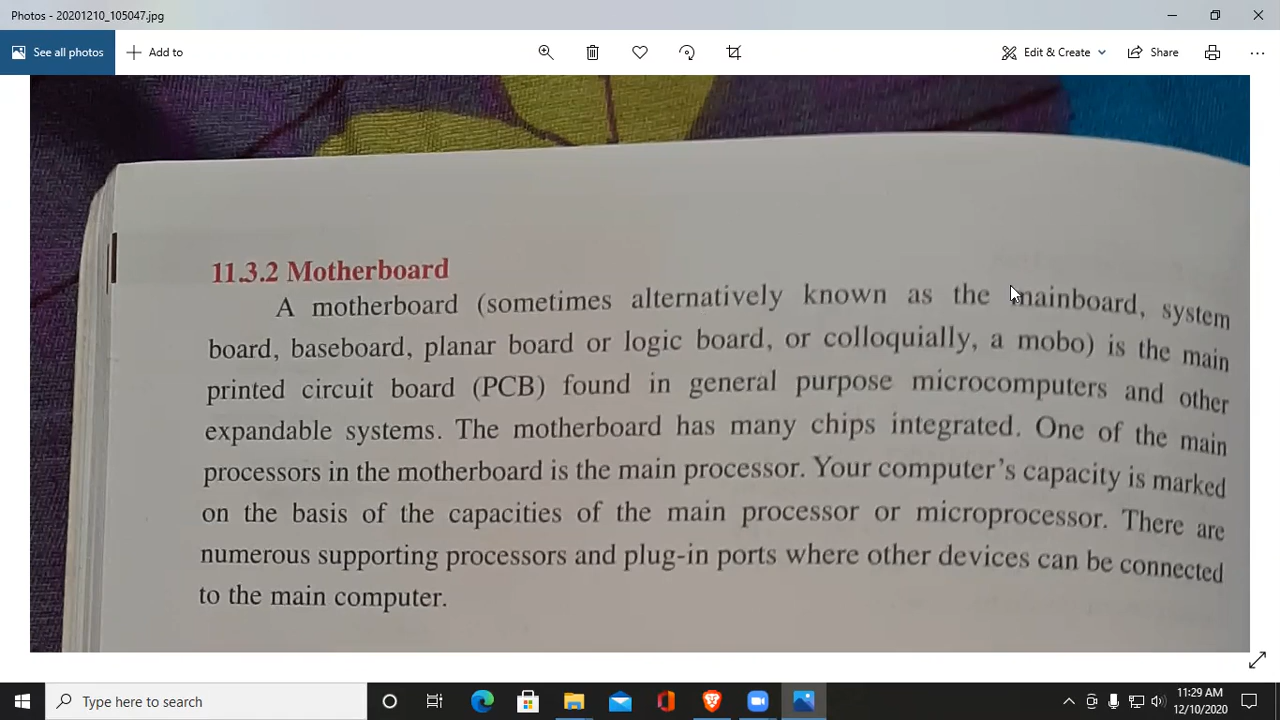 Photos - 20201210_105047.jpg
See all photos
Add to
Edit & Create
Share
11.3.2 Motherboard
A motherboard (sometimes alternatively known as the mainboard, system
board, baseboard, planar board or logic board, or colloquially, a mobo) is the main
printed circuit board (PCB) found in general purpose microcomputers and other
expandable systems. The motherboard has many chips integrated. One of the main
processors in the motherboard is the main processor. Your computer's capacity is marked
on the basis of the capacities of the main processor or microprocessor. There are
numerous supporting processors and plug-in ports where other devices can be connected
to the main computer.
Type here to search
11:29 AM
12/10/2020